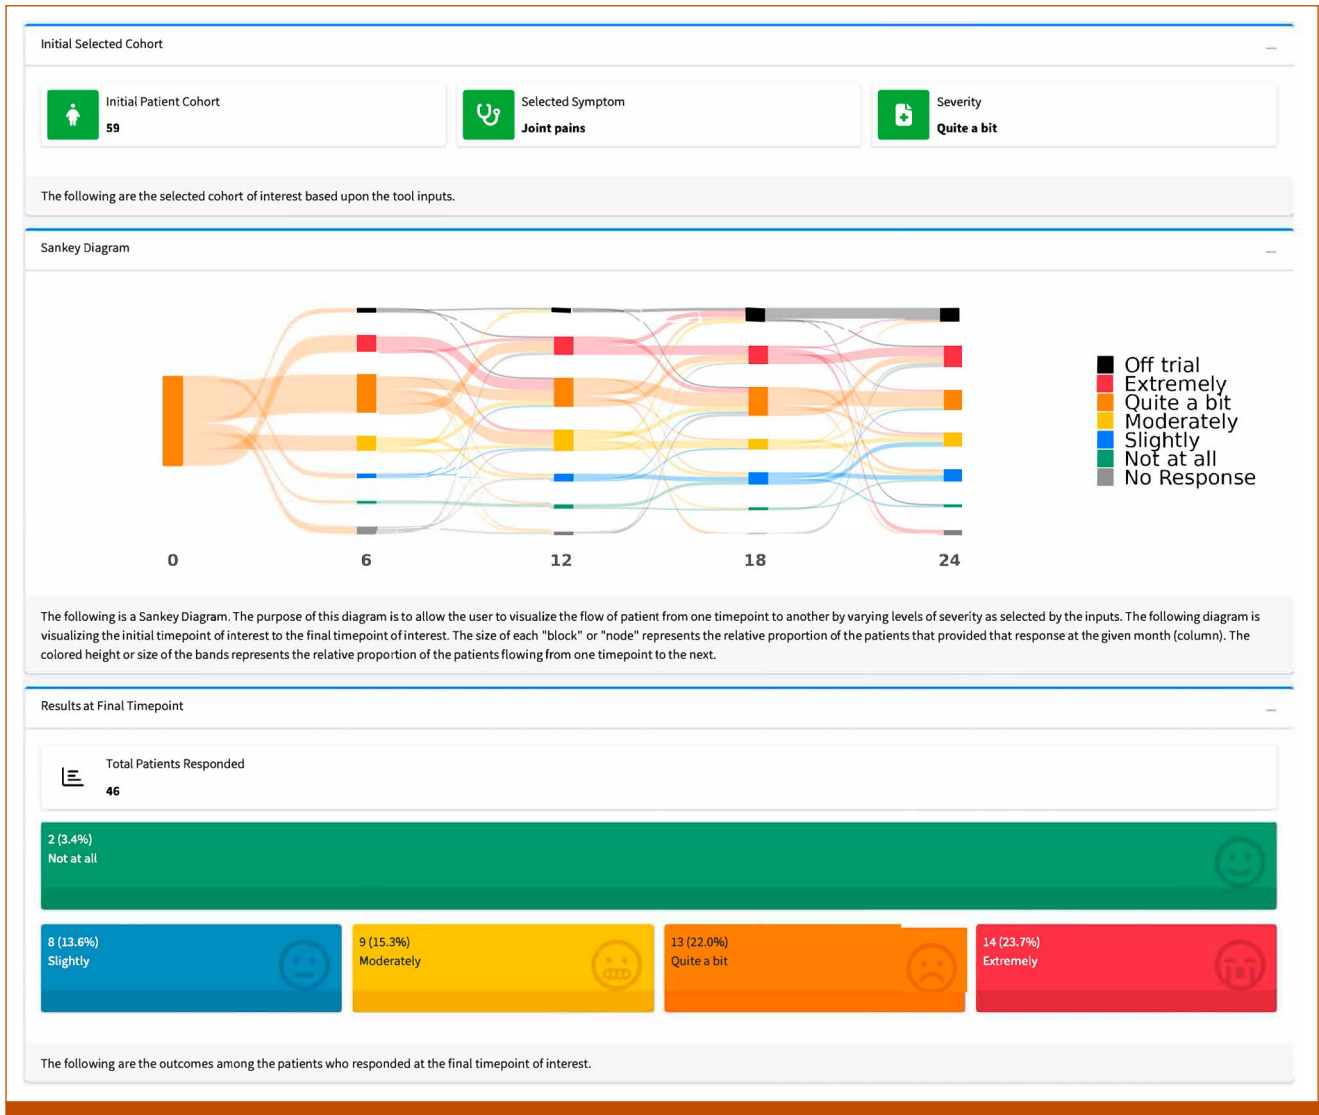 Initial Selected Cohort
Initial Patient Cohort
59
Selected Symptom
Joint pains
Severity
Quite a bit
The following are the selected cohort of interest based upon the tool inputs.
Sankey Diagram
Off trial
Extremely
Quite a bit
Moderately
Slightly
Not at all
No Response
0 6 12 18 24
The following is a Sankey Diagram. The purpose of this diagram is to allow the user to visualize the flow of patient from one timepoint to another by varying levels of severity as selected by the inputs. The following diagram is
visualizing the initial timepoint of interest to the final timepoint of interest. The size of each "block" or "node" represents the relative proportion of the patients that provided that response at the given month (column). The
colored height or size of the bands represents the relative proportion of the patients flowing from one timepoint to the next.
Results at Final Timepoint
Total Patients Responded
46
2 (3.4%)
Not at all
8 (13.6%)
Slightly
9 (15.3%)
Moderately
13 (22.0%)
Quite a bit
14 (23.7%)
Extremely
The following are the outcomes among the patients who responded at the final timepoint of interest.